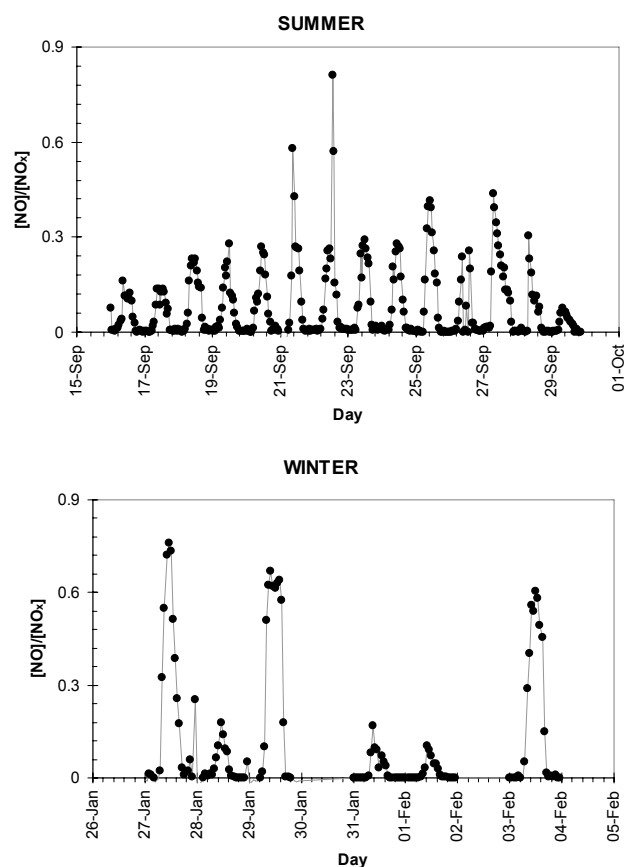 SUMMER
0.9
0.6
0.3
0
[NO]/[NOx]
15-Sep
17-Sep
19-Sep
21-Sep
23-Sep
25-Sep
27-Sep
29-Sep
01-Oct
Day
WINTER
0.9
0.6
0.3
0
[NO]/[NOx]
26-Jan
27-Jan
28-Jan
29-Jan
30-Jan
31-Jan
01-Feb
02-Feb
03-Feb
04-Feb
05-Feb
Day